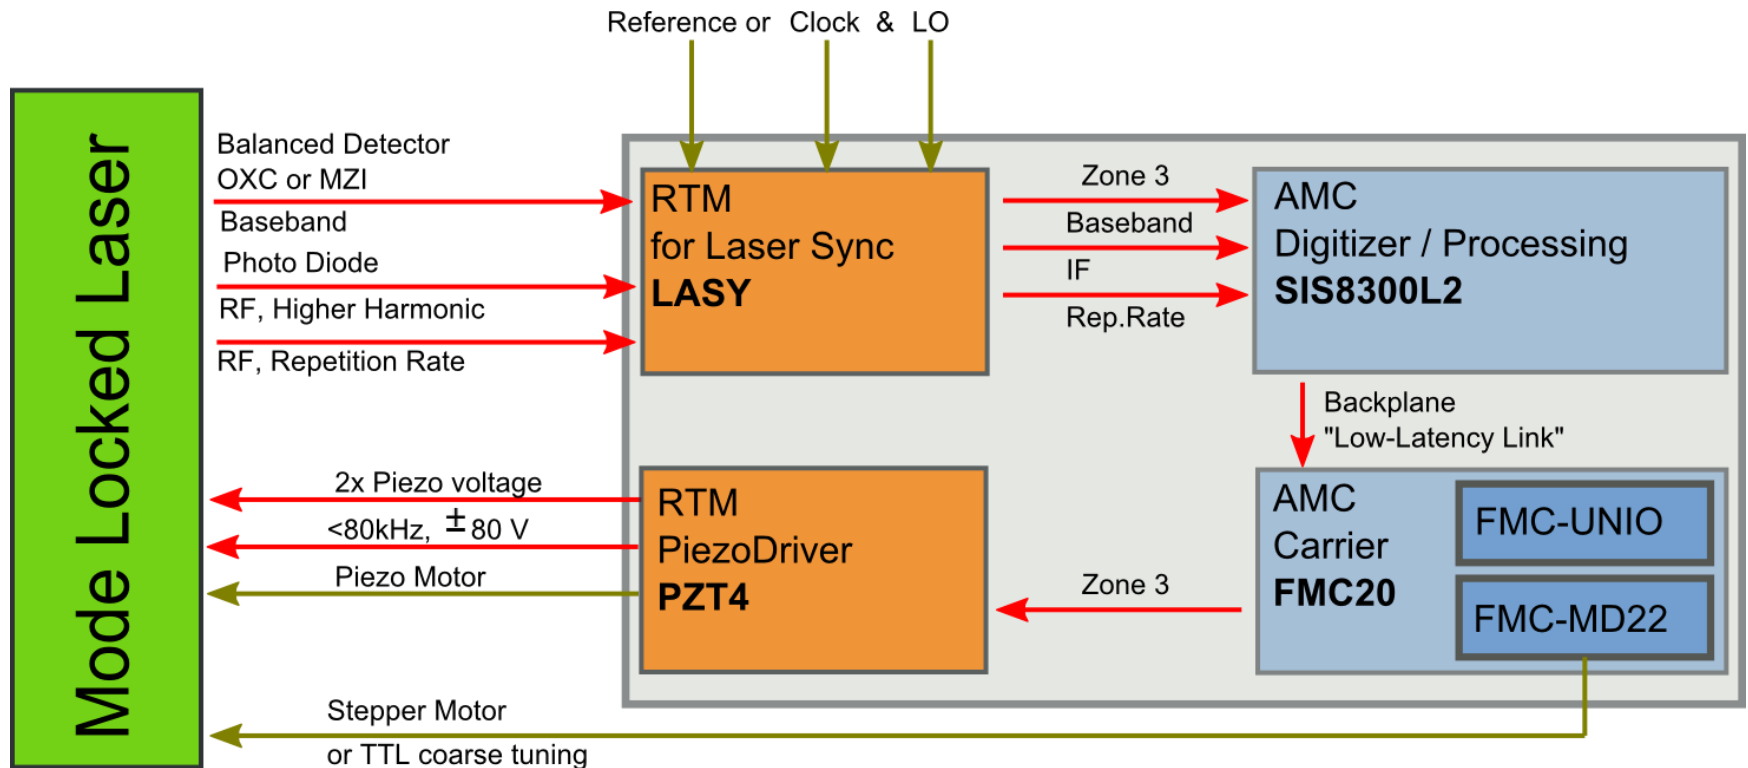 Reference or Clock & LO
Mode Locked Laser
Balanced Detector
OXC or MZI
Baseband
Photo Diode
RF, Higher Harmonic
RF, Repetition Rate
RTM
for Laser Sync
LASY
Zone 3
Baseband
IF
Rep.Rate
AMC
Digitizer / Processing
SIS8300L2
Backplane
"Low-Latency Link"
2x Piezo voltage
<80kHz, ± 80 V
Piezo Motor
RTM
PiezoDriver
PZT4
Zone 3
AMC
Carrier
FMC20
FMC-UNIO
FMC-MD22
Stepper Motor
or TTL coarse tuning